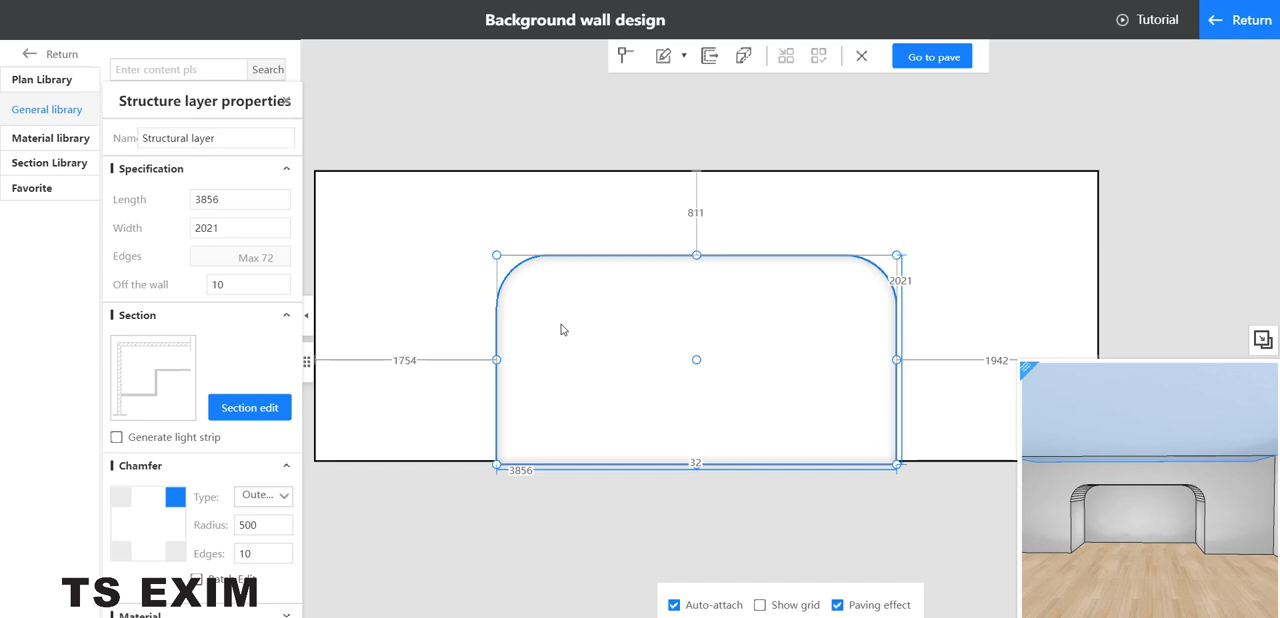 Background wall design
Tutorial
Return
Return
Enter content pls
Search
Go to pave
Plan Library
General library
Material library
Section Library
Favorite
Structure layer properties
Name
Structural layer
Specification
Length
3856
Width
2021
Edges
Max 72
Off the wall
10
Section
Section edit
Generate light strip
Chamfer
Type:
Oute...
Radius:
500
Edges:
10
TS EXIM
811
2021
1754
1942
32
3856
Auto-attach
Show grid
Paving effect